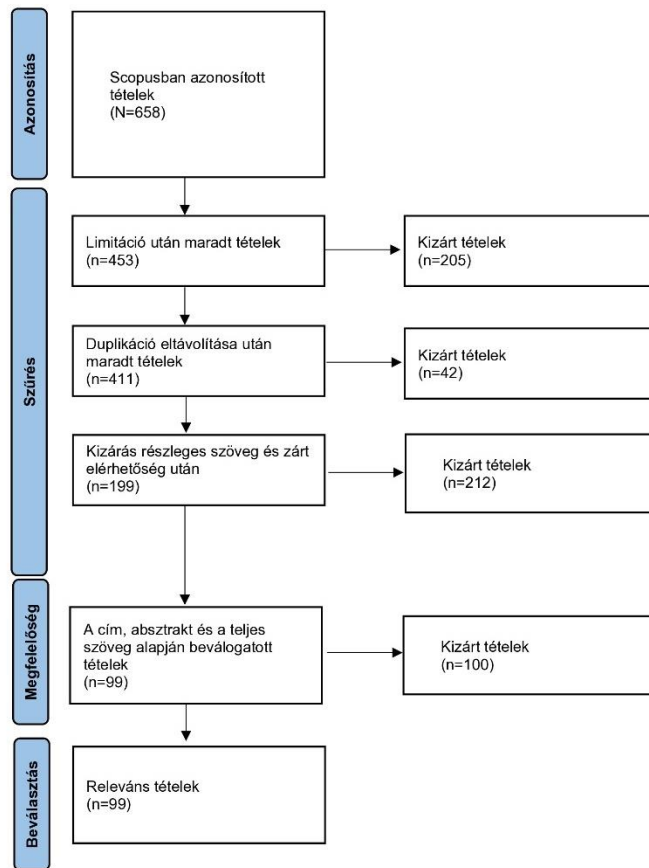 Azonosítás
Scopusban azonosított
tételek
(N=658)
Szűrés
Limitáció után maradt tételek
(n=453)
Kizárt tételek
(n=205)
Duplikáció eltávolítása után
maradt tételek
(n=411)
Kizárt tételek
(n=42)
Kizárás részleges szöveg és zárt
elérhetőség után
(n=199)
Kizárt tételek
(n=212)
Megfelelőség
A cím, absztrakt és a teljes
szöveg alapján beválogatott
tételek
(n=99)
Kizárt tételek
(n=100)
Beválasztás
Releváns tételek
(n=99)